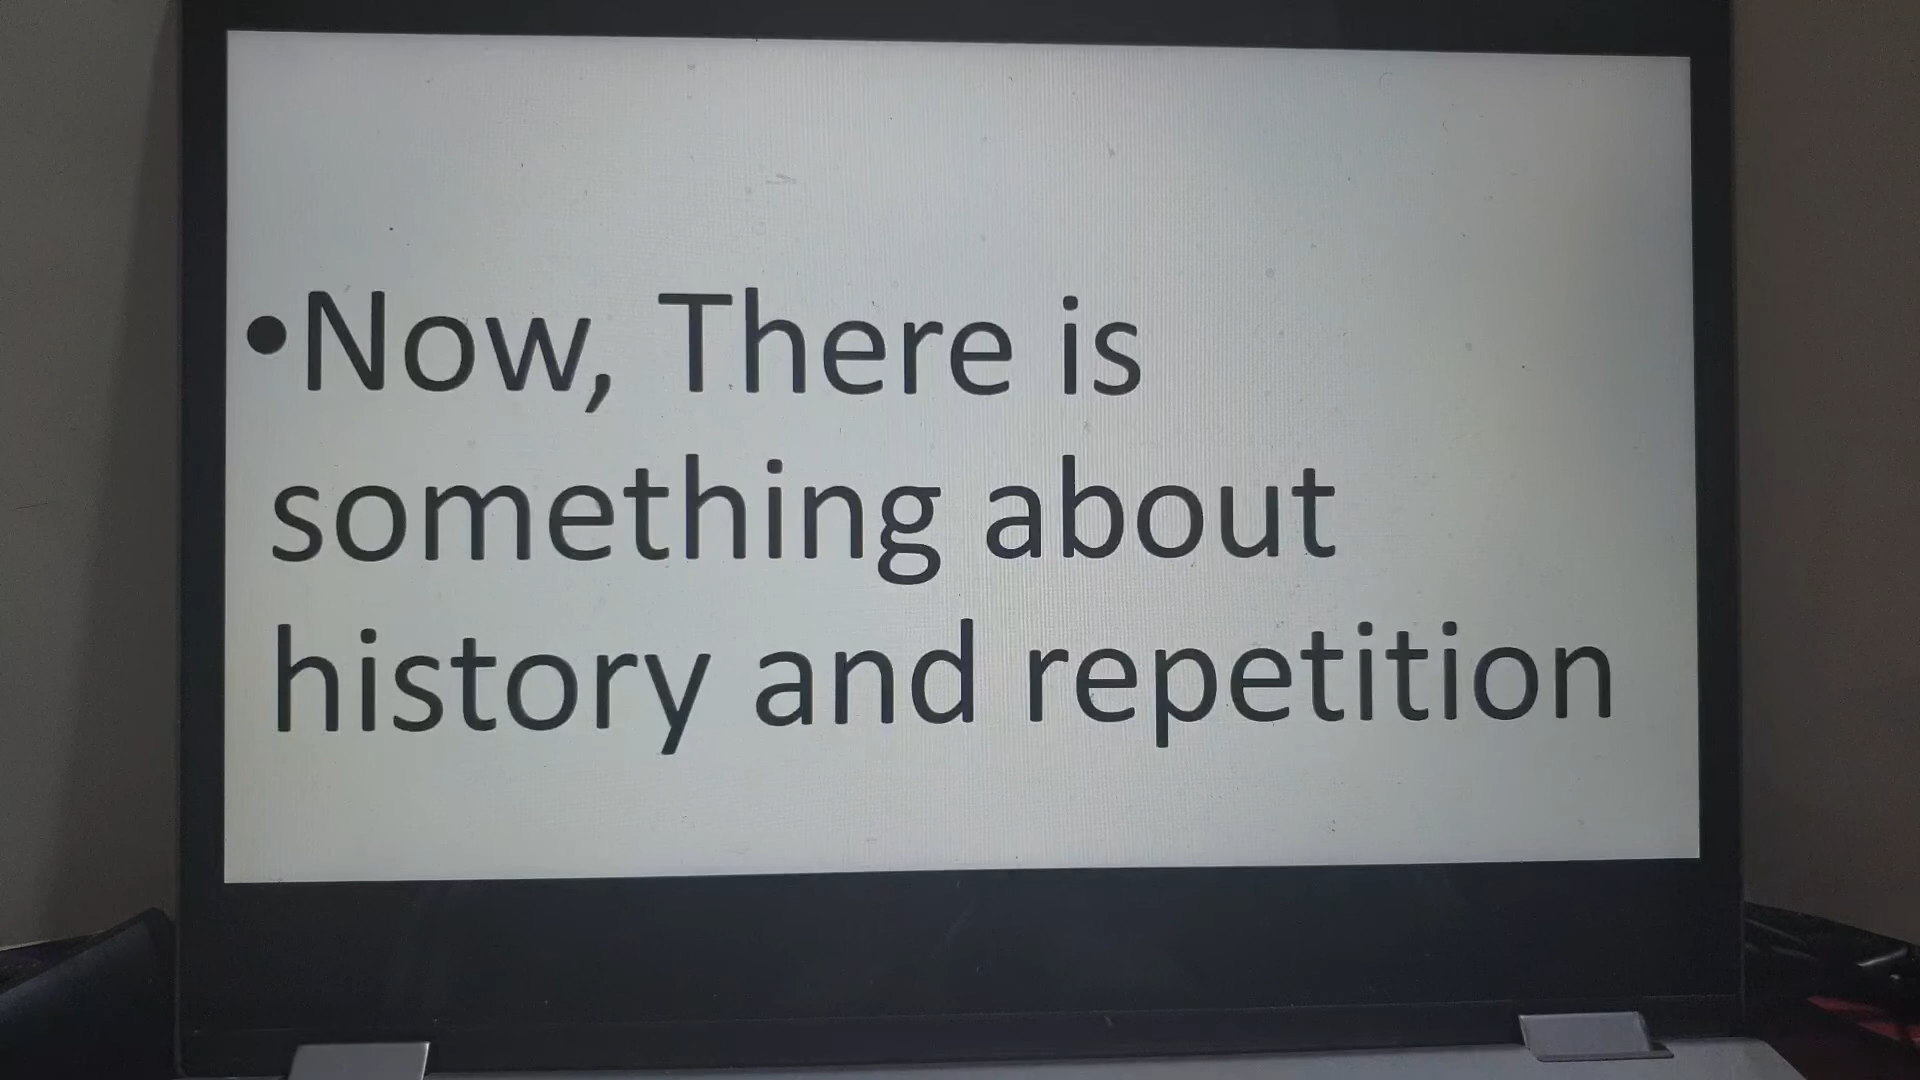 •Now, There is
something about
history and repetition